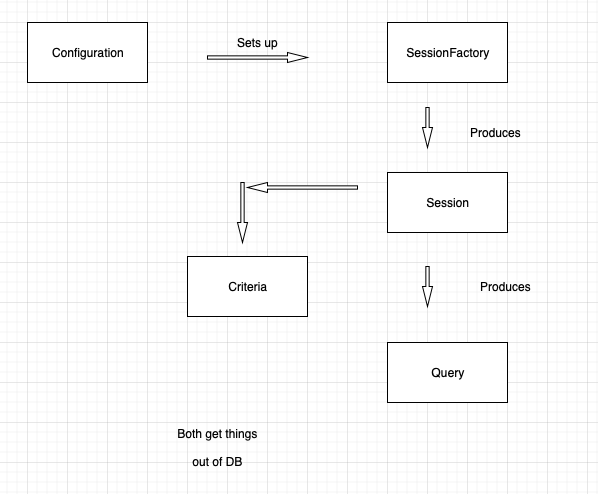 Configuration
Sets up
SessionFactory
Produces
Session
Criteria
Produces
Query
Both get things
out of DB